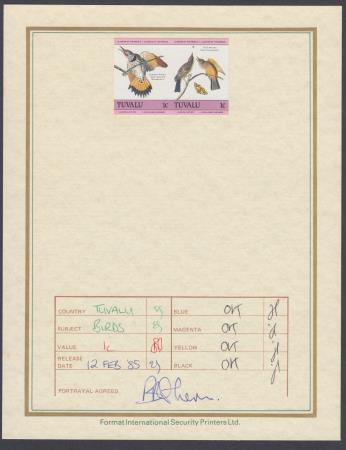 TUVALU 1c TUVALU 1c
COUNTRY TUVALU BLUE OK
SUBJECT BIRDS MAGENTA OK
VALUE 1c YELLOW OK
RELEASE
DATE 12 FEB '85 BLACK OK
PORTRAYAL AGREED
Format International Security Printers Ltd.